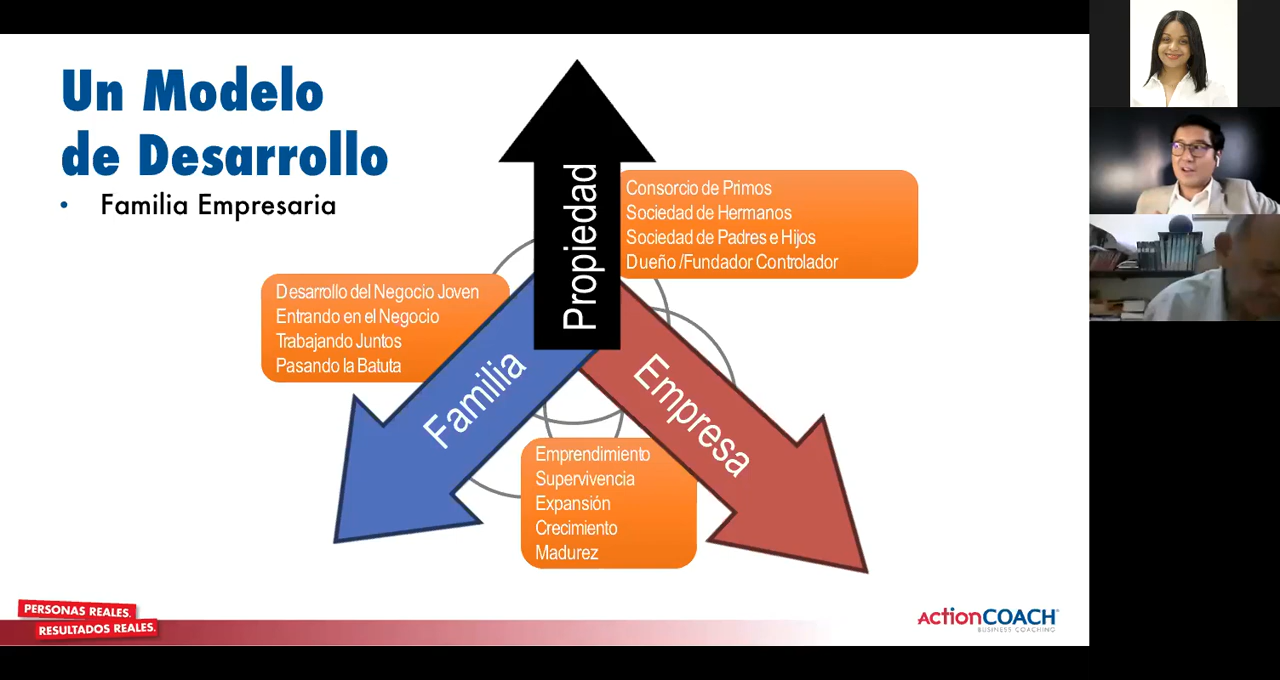 Un Modelo
de Desarrollo
• Familia Empresaria
Propiedad
Consorcio de Primos
Sociedad de Hermanos
Sociedad de Padres e Hijos
Dueño /Fundador Controlador
Desarrollo del Negocio Joven
Entrando en el Negocio
Trabajando Juntos
Pasando la Batuta
Familia
Empresa
Emprendimiento
Supervivencia
Expansión
Crecimiento
Madurez
PERSONAS REALES.
RESULTADOS REALES.
ActionCOACH
BUSINESS COACHING